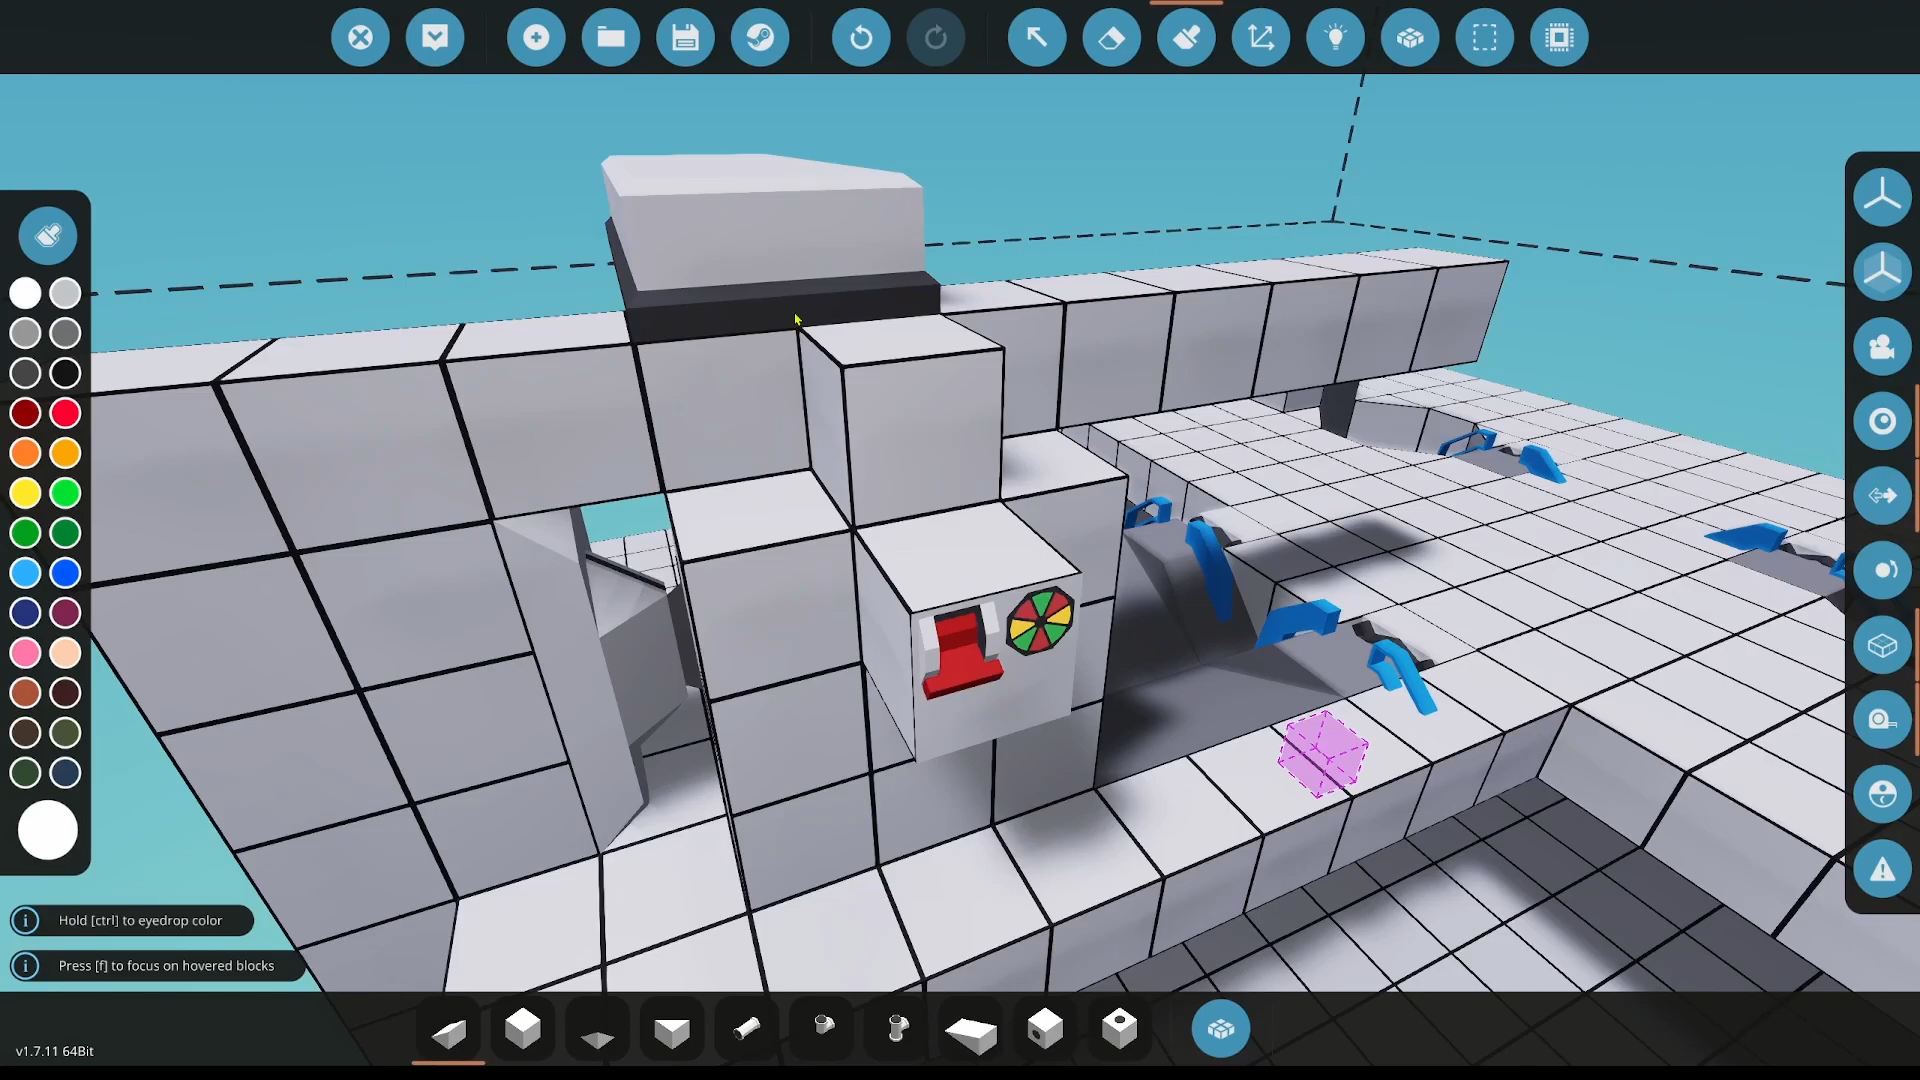 Hold [ctrl] to eyedrop color
Press [f] to focus on hovered blocks
v1.7.11 64Bit